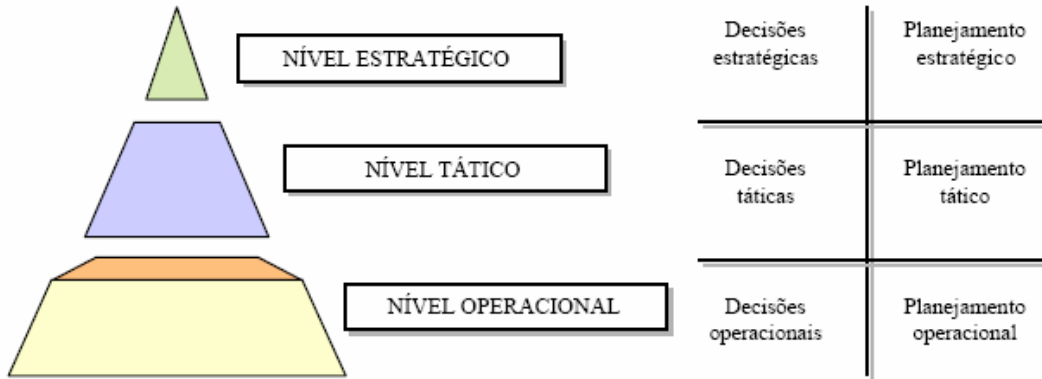 NÍVEL ESTRATÉGICO
Decisões
estratégicas
Planejamento
estratégico
NÍVEL TÁTICO
Decisões
táticas
Planejamento
tático
NÍVEL OPERACIONAL
Decisões
operacionais
Planejamento
operacional